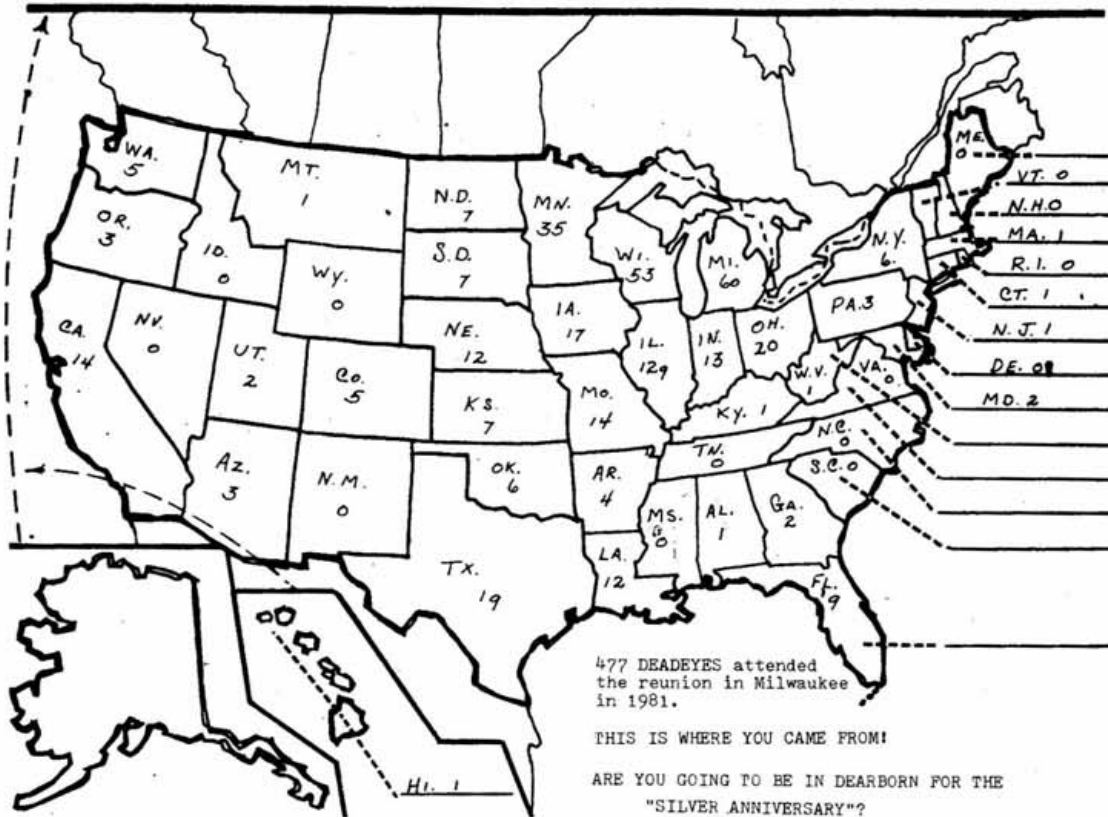 ME.
0
WA.
5
MT.
1
N.D.
7
MN.
35
VT. 0
OR.
3
N.H.0
ID.
0
WY.
0
S.D.
7
WI.
53
MI.
60
N.Y.
6
MA. 1
R.I. 0
CT. 1
CA.
14
NV.
0
UT.
2
CO.
5
NE.
12
IA.
17
IL.
129
IN.
13
OH.
20
PA.3
N.J. 1
W.V.
1
VA.
0
DE. 0
MD. 2
KS.
7
MO.
14
KY. 1
TN.
0
N.C.
0
S.C. 0
AZ.
3
N.M.
0
OK.
6
AR.
4
MS.
0
AL.
1
GA.
2
TX.
19
LA.
12
FL.
9
HI. 1
477 DEADEYES attended
the reunion in Milwaukee
in 1981.
THIS IS WHERE YOU CAME FROM!
ARE YOU GOING TO BE IN DEARBORN FOR THE
"SILVER ANNIVERSARY"?